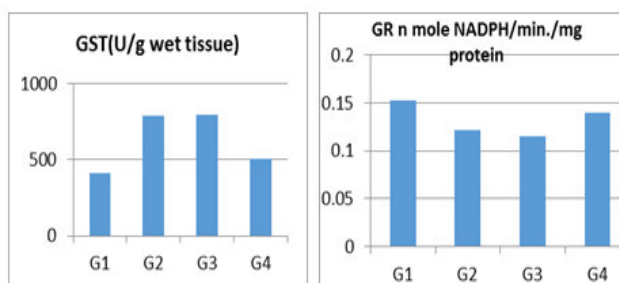 GST(U/g wet tissue)
1000
500
0
G1 G2 G3 G4
GR n mole NADPH/min./mg
protein
0.2
0.15
0.1
0.05
0
G1 G2 G3 G4